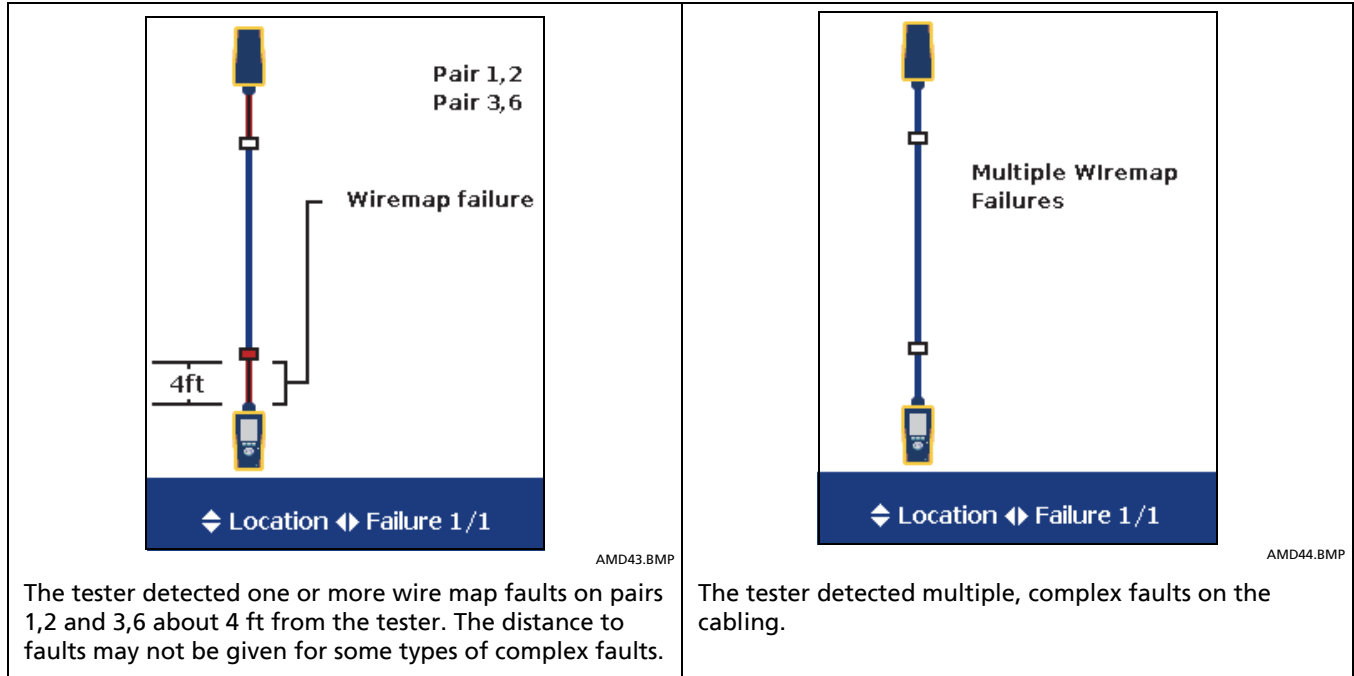 Pair 1,2
Pair 3,6
Wiremap failure
4ft
Location Failure 1/1
AMD43.BMP
The tester detected one or more wire map faults on pairs
1,2 and 3,6 about 4 ft from the tester. The distance to
faults may not be given for some types of complex faults.
Multiple WIremap
Failures
Location Failure 1/1
AMD44.BMP
The tester detected multiple, complex faults on the
cabling.